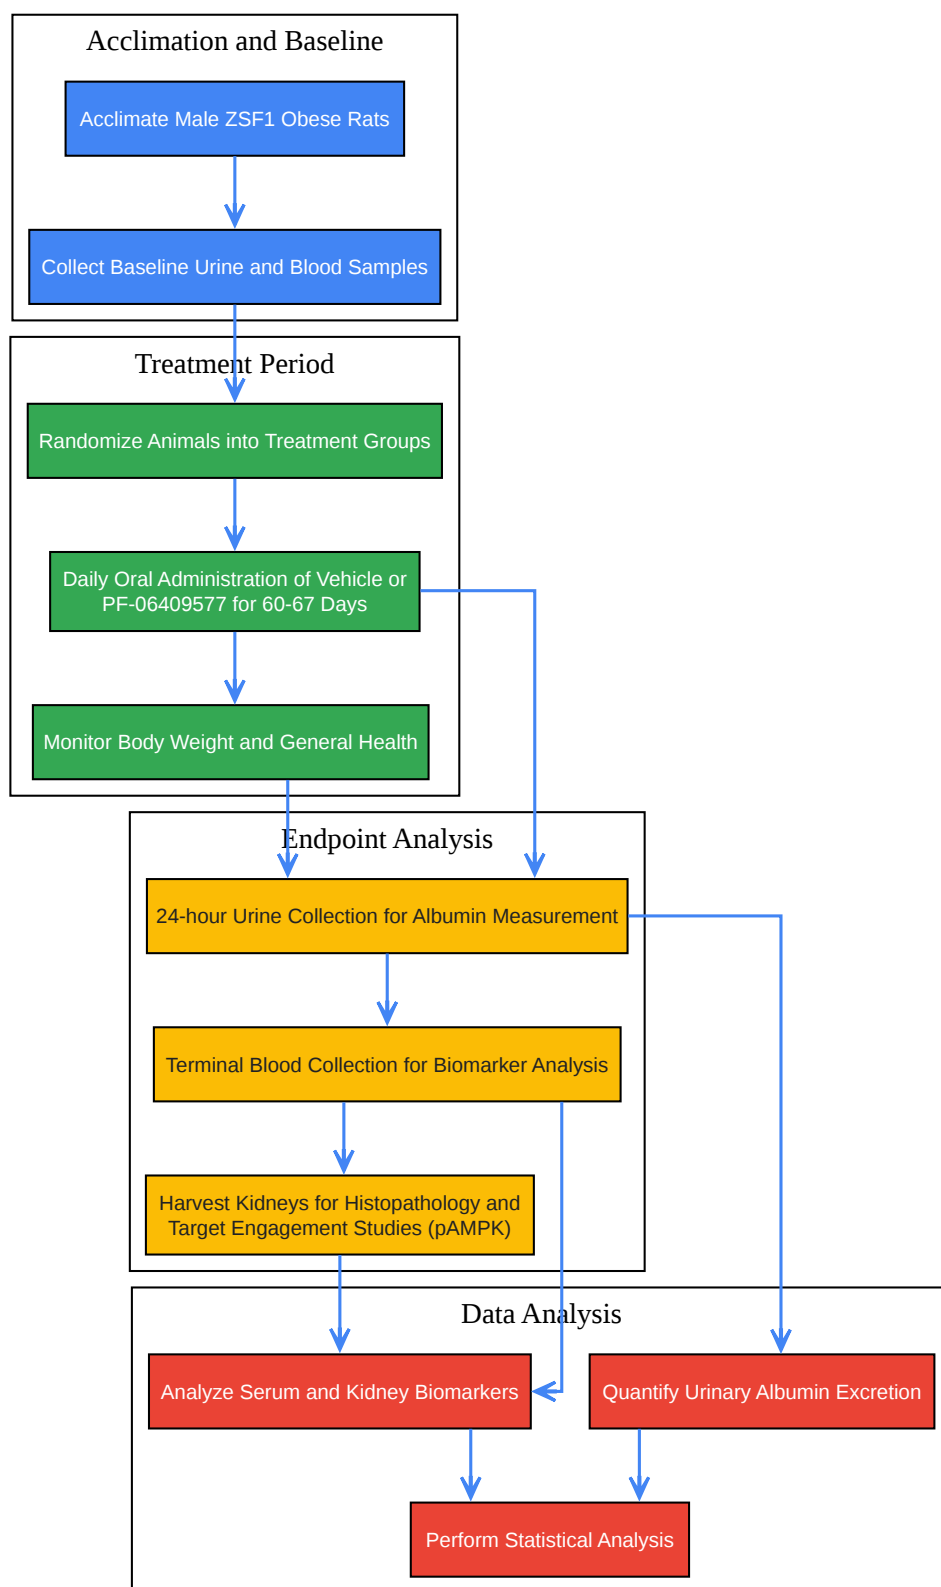 Acclimation and Baseline
Acclimate Male ZSF1 Obese Rats
Collect Baseline Urine and Blood Samples
Treatment Period
Randomize Animals into Treatment Groups
Daily Oral Administration of Vehicle or
PF-06409577 for 60-67 Days
Monitor Body Weight and General Health
Endpoint Analysis
24-hour Urine Collection for Albumin Measurement
Terminal Blood Collection for Biomarker Analysis
Harvest Kidneys for Histopathology and
Target Engagement Studies (pAMPK)
Data Analysis
Analyze Serum and Kidney Biomarkers
Quantify Urinary Albumin Excretion
Perform Statistical Analysis